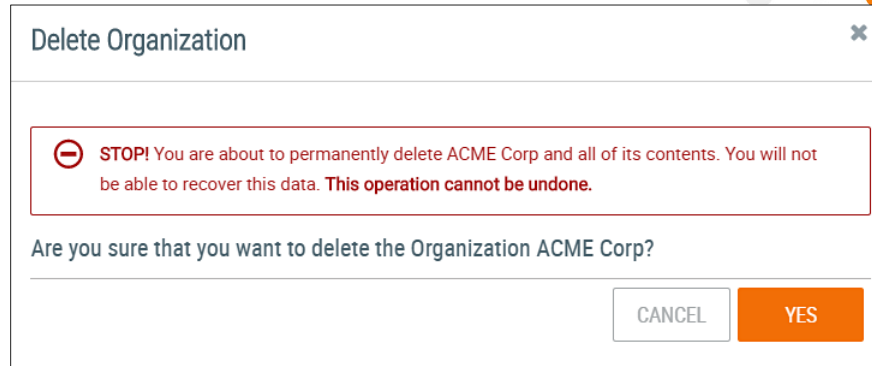 Delete Organization
STOP! You are about to permanently delete ACME Corp and all of its contents. You will not
be able to recover this data. This operation cannot be undone.
Are you sure that you want to delete the Organization ACME Corp?
CANCEL YES